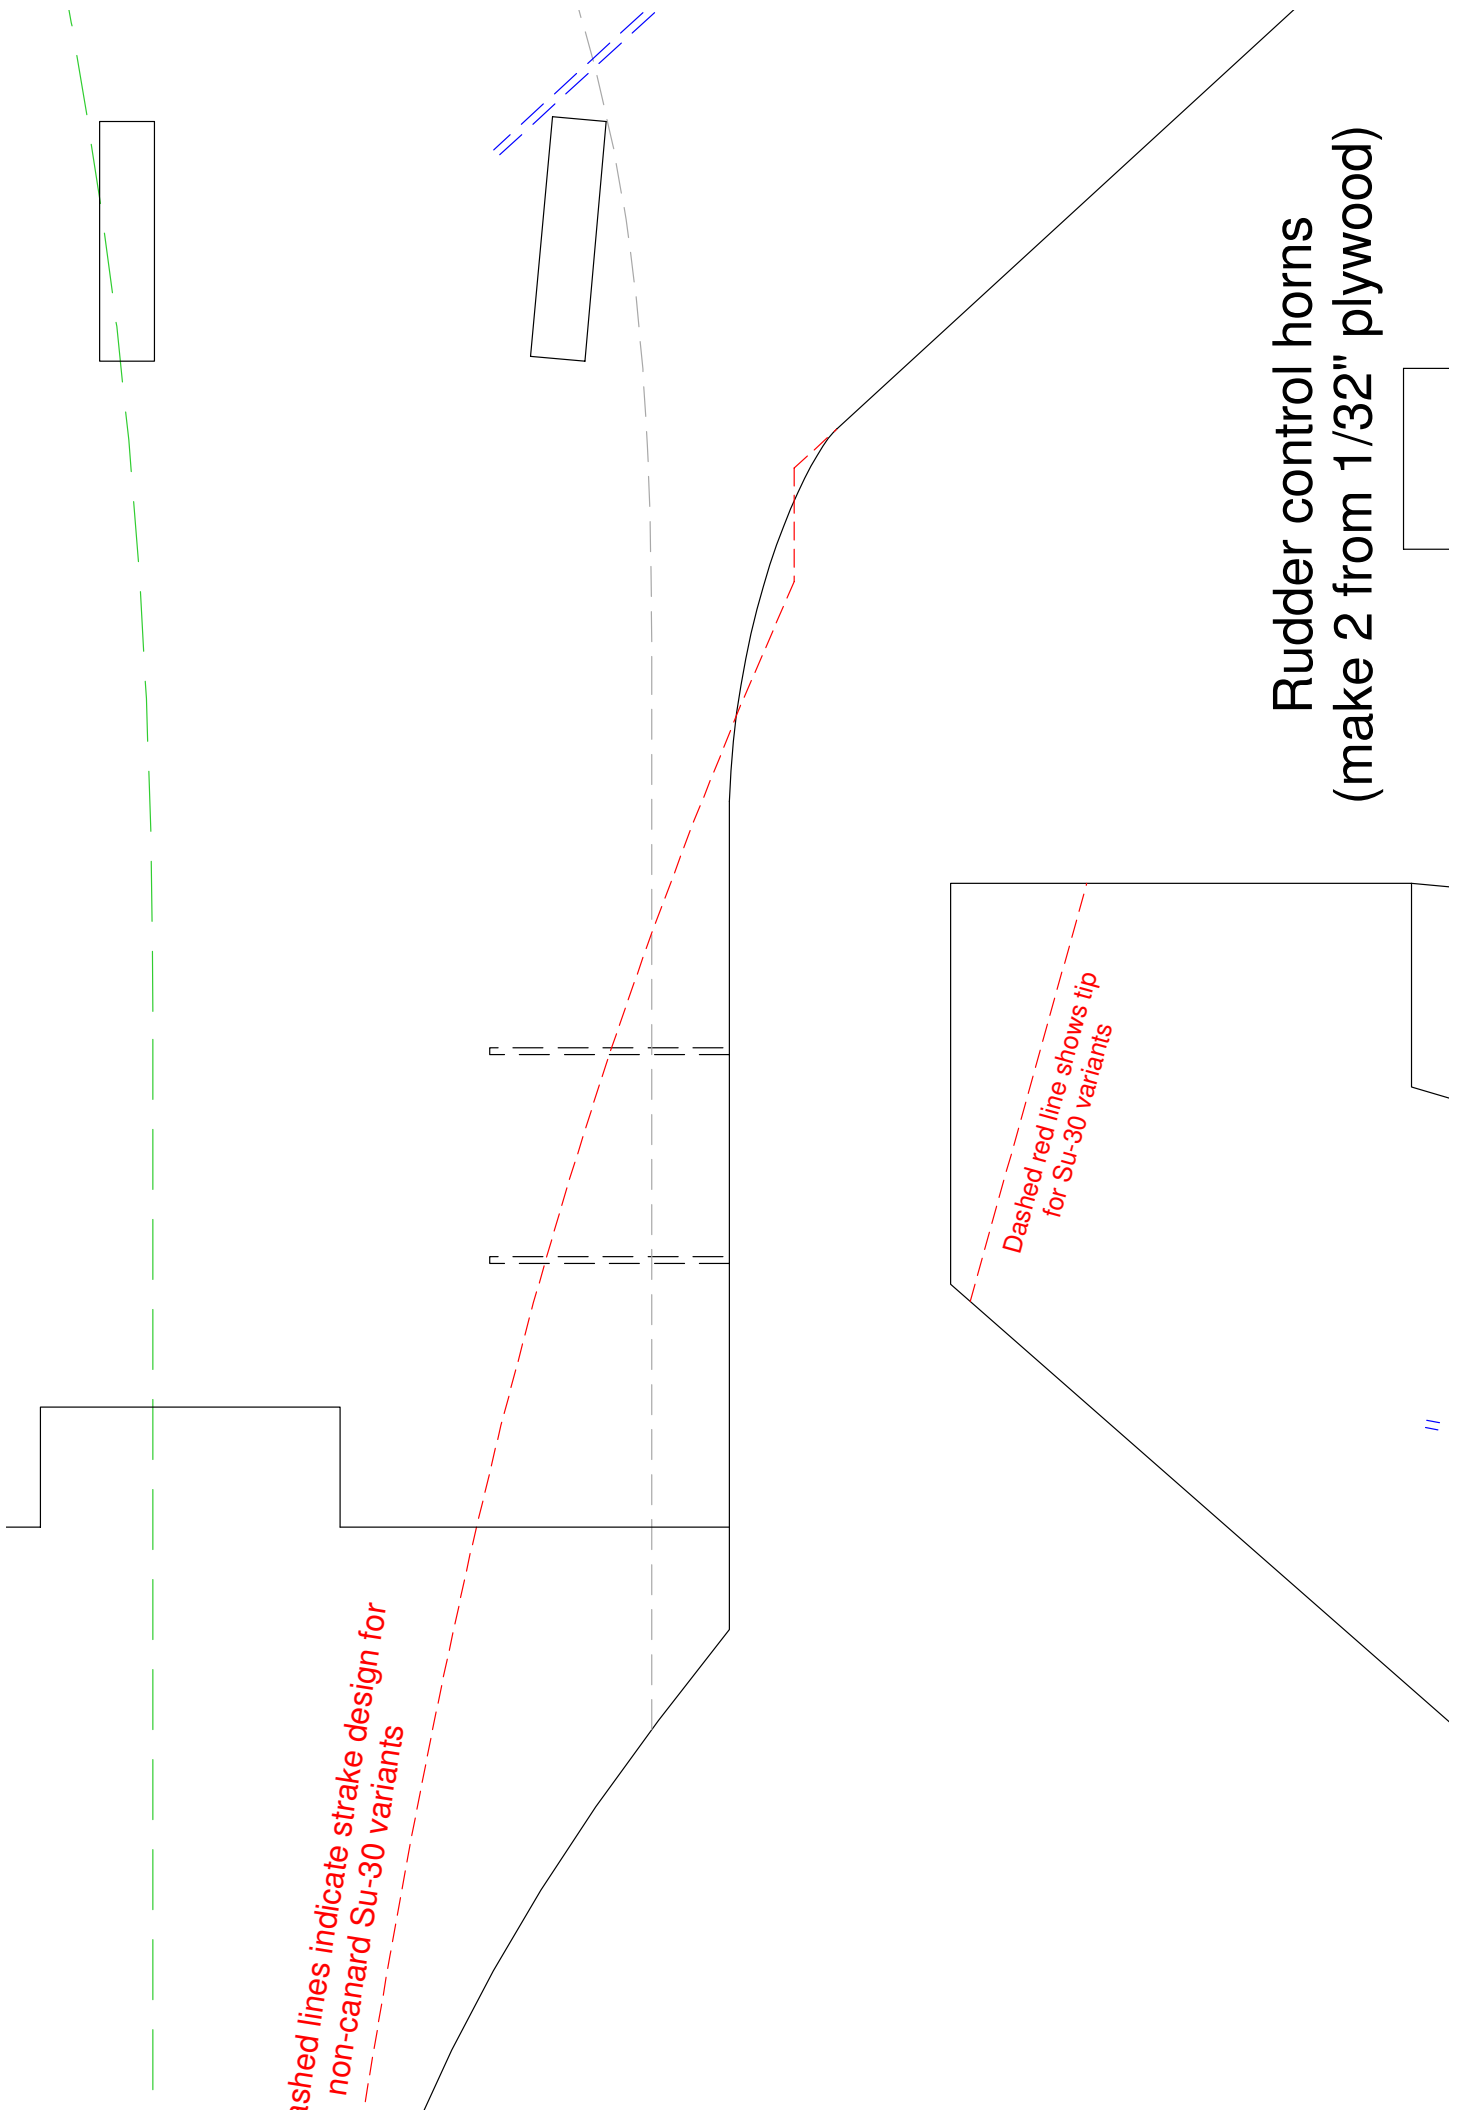 Rudder control horns
(make 2 from 1/32" plywood)
Dashed red line shows tip
for Su-30 variants
lines indicate strake design for
non-canard Su-30 variants